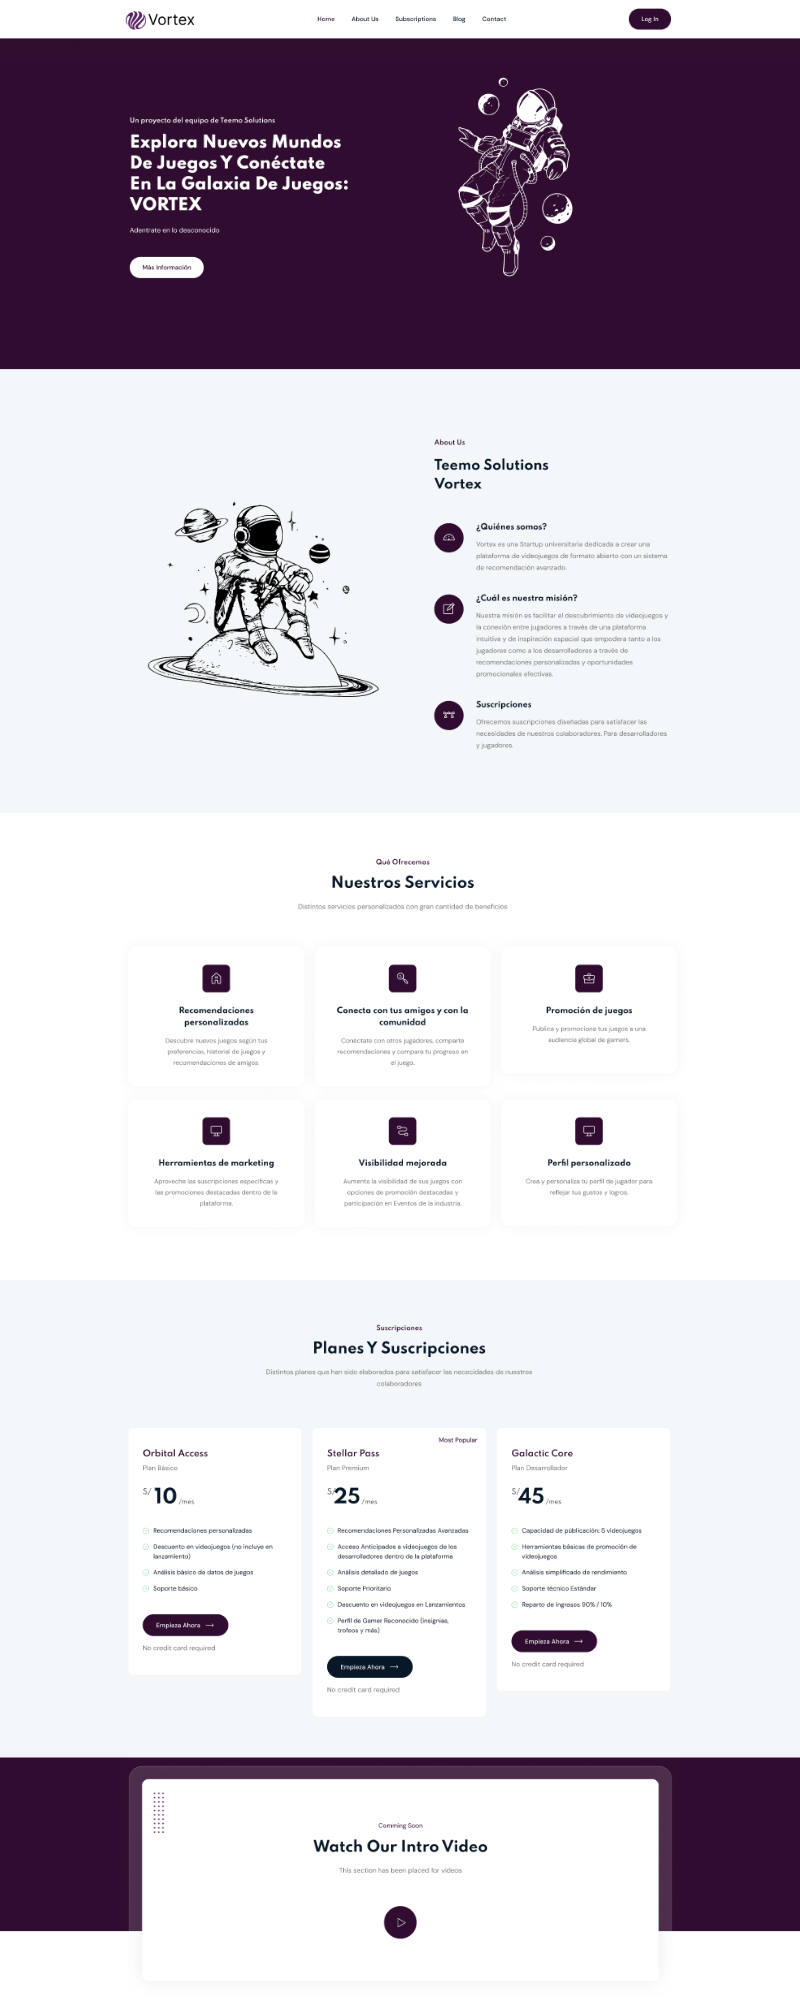 Vortex
Home About Us Subscriptions Blog Contact
Log In
Un proyecto del equipo de Teemo Solutions
Explora Nuevos Mundos
De Juegos Y Conéctate
En La Galaxia De Juegos:
VORTEX
Adentrate en lo desconocido
Más Información
About Us
Teemo Solutions
Vortex
¿Quiénes somos?
Vortex es una Startup universitaria dedicada a crear una
plataforma de videojuegos de formato abierto con un sistema
de recomendación avanzado.
¿Cuál es nuestra misión?
Nuestra misión es facilitar el descubrimiento de videojuegos y
la conexión entre jugadores a través de una plataforma
intuitiva y de inspiración espacial que empodera tanto a los
jugadores como a los desarrolladores a través de
recomendaciones personalizadas y oportunidades
promocionales efectivas.
Suscripciones
Ofrecemos suscripciones diseñadas para satisfacer las
necesidades de nuestros colaboradores. Para desarrolladores
y jugadores.
Qué Ofrecemos
Nuestros Servicios
Distintos servicios personalizados con gran cantidad de beneficios
Recomendaciones
personalizadas
Descubre nuevos juegos según tus
preferencias, historial de juegos y
recomendaciones de amigos.
Conecta con tus amigos y con la
comunidad
Conéctate con otros jugadores, comparte
recomendaciones y compara tu progreso en
el juego.
Promoción de juegos
Publica y promociona tus juegos a una
audiencia global de gamers.
Herramientas de marketing
Aproveche las suscripciones específicas y
las promociones destacadas dentro de la
plataforma.
Visibilidad mejorada
Aumente la visibilidad de sus juegos con
opciones de promoción destacadas y
participación en Eventos de la industria.
Perfil personalizado
Crea y personaliza tu perfil de jugador para
reflejar tus gustos y logros.
Suscripciones
Planes Y Suscripciones
Distintos planes que han sido elaborados para satisfacer las nececidades de nuestros
colaboradores
Orbital Access
Plan Básico
S/ 10 /mes
Recomendaciones personalizadas
Descuento en videojuegos (no incluye en
lanzamiento)
Análisis básico de datos de juegos
Soporte básico
Empieza Ahora
No credit card required
Most Popular
Stellar Pass
Plan Premium
S/ 25 /mes
Recomendaciones Personalizadas Avanzadas
Acceso Anticipados a videojuegos de los
desarrolladores dentro de la plataforma
Análisis detallado de juegos
Soporte Prioritario
Descuento en videojuegos en Lanzamientos
Perfil de Gamer Reconocido (insignias,
trofeos y más)
Empieza Ahora
No credit card required
Galactic Core
Plan Desarrollador
S/ 45 /mes
Capacidad de públicación: 5 videojuegos
Herramientas básicas de promoción de
videojuegos
Análisis simplificado de rendimiento
Soporte técnico Estándar
Reparto de ingresos 90% / 10%
Empieza Ahora
No credit card required
Comming Soon
Watch Our Intro Video
This section has been placed for videos